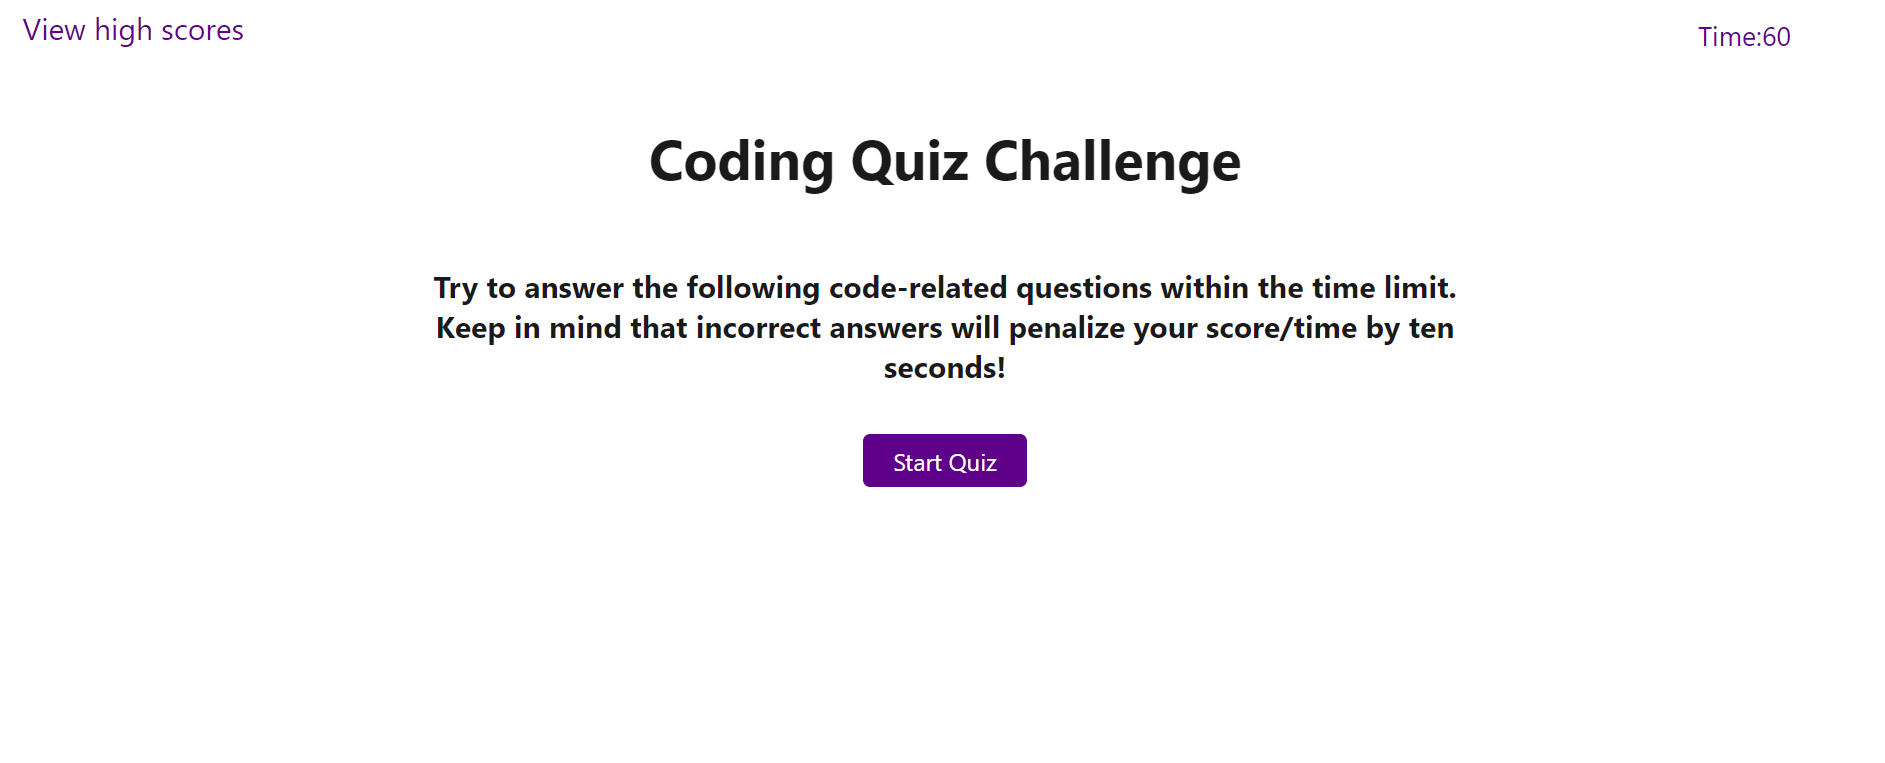 View high scores
Time:60
Coding Quiz Challenge
Try to answer the following code-related questions within the time limit.
Keep in mind that incorrect answers will penalize your score/time by ten
seconds!
Start Quiz